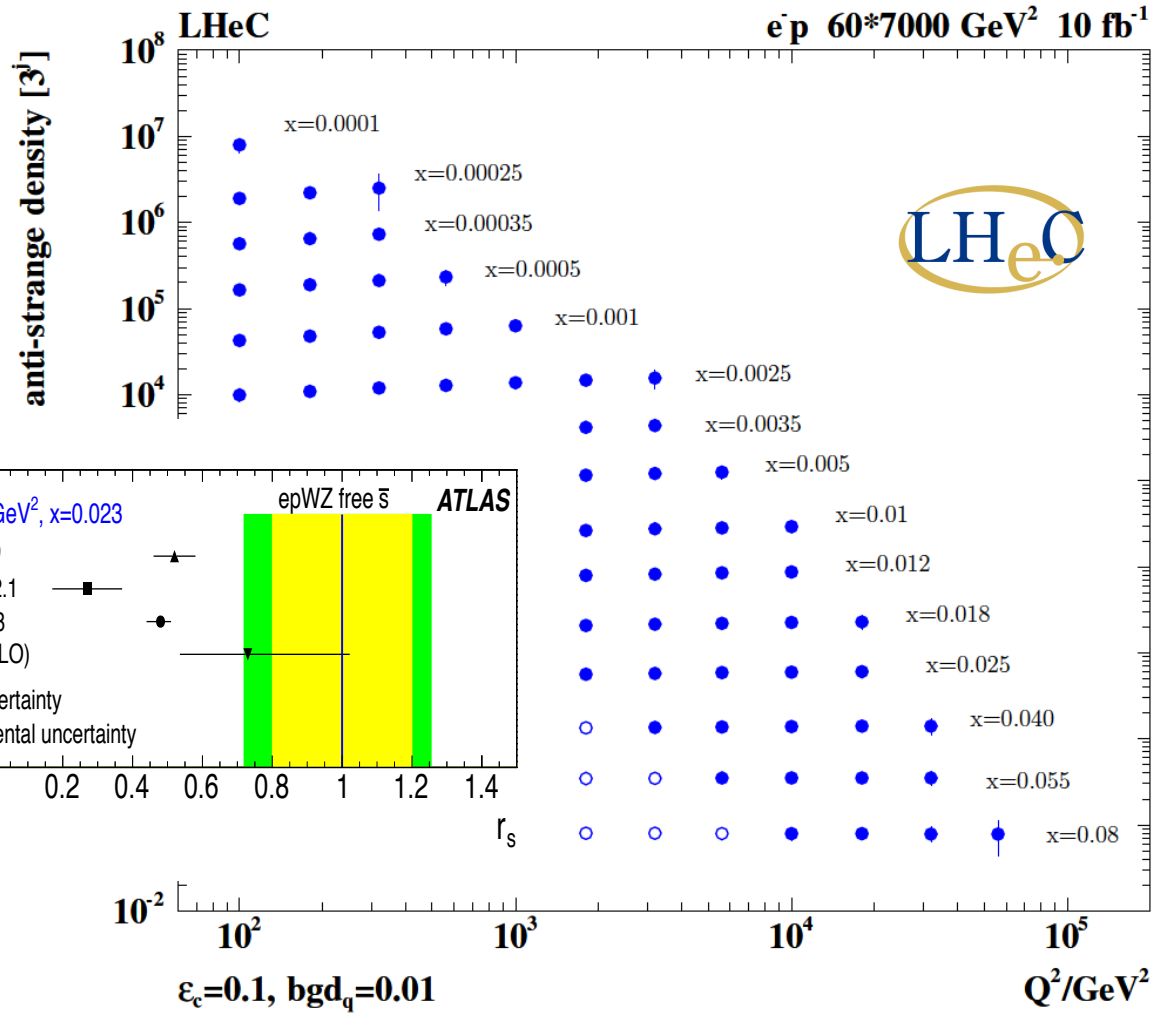 LHeC
e⁻p 60*7000 GeV² 10 fb⁻¹
anti-strange density [3ʲ]
10⁸
10⁷
10⁶
10⁵
10⁴
10⁻²
x=0.0001
x=0.00025
x=0.00035
x=0.0005
x=0.001
x=0.0025
x=0.0035
x=0.005
x=0.01
x=0.012
x=0.018
x=0.025
x=0.040
x=0.055
x=0.08
LHeC
epWZ free s̄
ATLAS
GeV², x=0.023
2.1
LO)
ertainty
ental uncertainty
0.2 0.4 0.6 0.8 1 1.2 1.4
rₛ
10² 10³ 10⁴ 10⁵
ε_c=0.1, bgd_q=0.01
Q²/GeV²